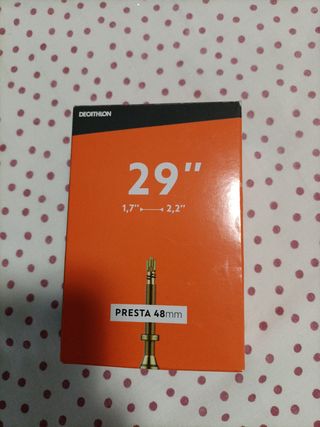 DECATHLON
29"
1,7" 2,2"
PRESTA 48mm